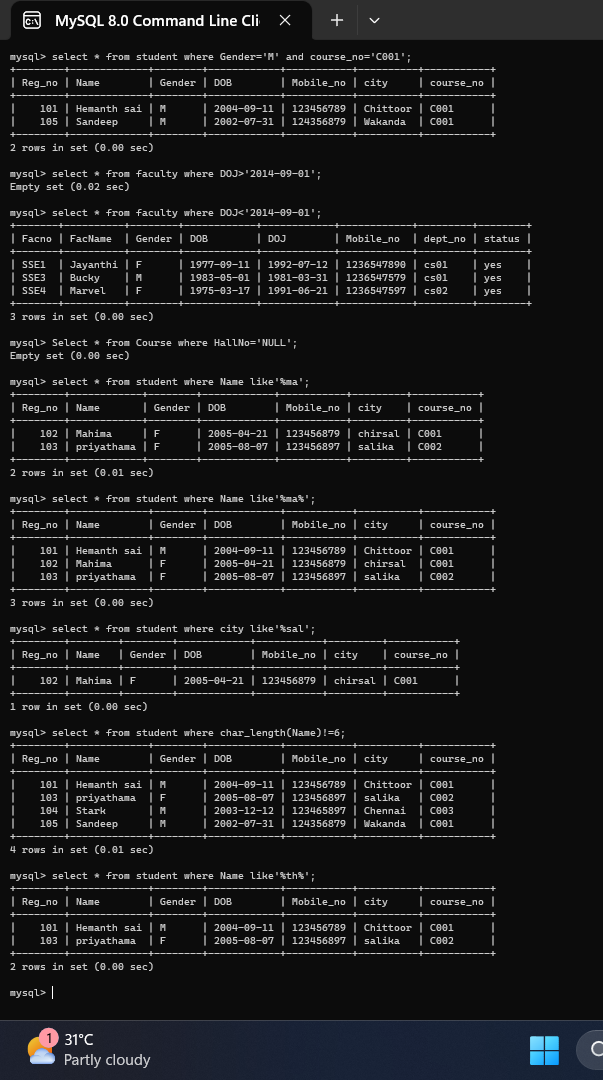 MySQL 8.0 Command Line Cli
mysql> select * from student where Gender='M' and course_no='C001';
+--------+-------------+--------+------------+-----------+----------+-----------+
| Reg_no | Name        | Gender | DOB        | Mobile_no | city     | course_no |
+--------+-------------+--------+------------+-----------+----------+-----------+
|    101 | Hemanth sai | M      | 2004-09-11 | 123456789 | Chittoor | C001      |
|    105 | Sandeep     | M      | 2002-07-31 | 124356879 | Wakanda  | C001      |
+--------+-------------+--------+------------+-----------+----------+-----------+
2 rows in set (0.00 sec)
mysql> select * from faculty where DOJ>'2014-09-01';
Empty set (0.02 sec)
mysql> select * from faculty where DOJ<'2014-09-01';
+-------+----------+--------+------------+------------+------------+---------+--------+
| Facno | FacName  | Gender | DOB        | DOJ        | Mobile_no  | dept_no | status |
+-------+----------+--------+------------+------------+------------+---------+--------+
| SSE1  | Jayanthi | F      | 1977-09-11 | 1992-07-12 | 1236547890 | cs01    | yes    |
| SSE3  | Bucky    | M      | 1983-05-01 | 1981-03-31 | 1236547579 | cs01    | yes    |
| SSE4  | Marvel   | F      | 1975-03-17 | 1991-06-21 | 1236547597 | cs02    | yes    |
+-------+----------+--------+------------+------------+------------+---------+--------+
3 rows in set (0.00 sec)
mysql> Select * from Course where HallNo='NULL';
Empty set (0.00 sec)
mysql> select * from student where Name like'%ma';
+--------+------------+--------+------------+-----------+---------+-----------+
| Reg_no | Name       | Gender | DOB        | Mobile_no | city    | course_no |
+--------+------------+--------+------------+-----------+---------+-----------+
|    102 | Mahima     | F      | 2005-04-21 | 123456879 | chirsal | C001      |
|    103 | priyathama | F      | 2005-08-07 | 123456897 | salika  | C002      |
+--------+------------+--------+------------+-----------+---------+-----------+
2 rows in set (0.01 sec)
mysql> select * from student where Name like'%ma%';
+--------+-------------+--------+------------+-----------+----------+-----------+
| Reg_no | Name        | Gender | DOB        | Mobile_no | city     | course_no |
+--------+-------------+--------+------------+-----------+----------+-----------+
|    101 | Hemanth sai | M      | 2004-09-11 | 123456789 | Chittoor | C001      |
|    102 | Mahima      | F      | 2005-04-21 | 123456879 | chirsal  | C001      |
|    103 | priyathama  | F      | 2005-08-07 | 123456897 | salika   | C002      |
+--------+-------------+--------+------------+-----------+----------+-----------+
3 rows in set (0.00 sec)
mysql> select * from student where city like'%sal';
+--------+--------+--------+------------+-----------+---------+-----------+
| Reg_no | Name   | Gender | DOB        | Mobile_no | city    | course_no |
+--------+--------+--------+------------+-----------+---------+-----------+
|    102 | Mahima | F      | 2005-04-21 | 123456879 | chirsal | C001      |
+--------+--------+--------+------------+-----------+---------+-----------+
1 row in set (0.00 sec)
mysql> select * from student where char_length(Name)!=6;
+--------+-------------+--------+------------+-----------+----------+-----------+
| Reg_no | Name        | Gender | DOB        | Mobile_no | city     | course_no |
+--------+-------------+--------+------------+-----------+----------+-----------+
|    101 | Hemanth sai | M      | 2004-09-11 | 123456789 | Chittoor | C001      |
|    103 | priyathama  | F      | 2005-08-07 | 123456897 | salika   | C002      |
|    104 | Stark       | M      | 2003-12-12 | 123465897 | Chennai  | C003      |
|    105 | Sandeep     | M      | 2002-07-31 | 124356879 | Wakanda  | C001      |
+--------+-------------+--------+------------+-----------+----------+-----------+
4 rows in set (0.01 sec)
mysql> select * from student where Name like'%th%';
+--------+-------------+--------+------------+-----------+----------+-----------+
| Reg_no | Name        | Gender | DOB        | Mobile_no | city     | course_no |
+--------+-------------+--------+------------+-----------+----------+-----------+
|    101 | Hemanth sai | M      | 2004-09-11 | 123456789 | Chittoor | C001      |
|    103 | priyathama  | F      | 2005-08-07 | 123456897 | salika   | C002      |
+--------+-------------+--------+------------+-----------+----------+-----------+
2 rows in set (0.00 sec)
mysql>
1
31°C
Partly cloudy